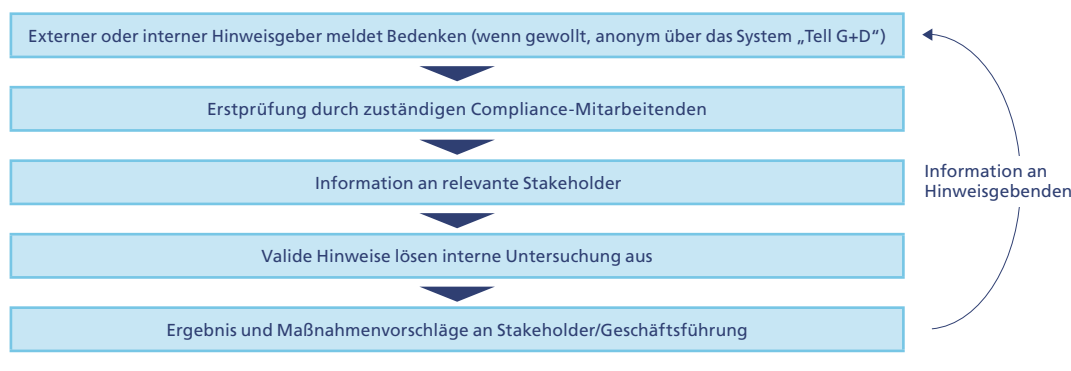 Externer oder interner Hinweisgeber meldet Bedenken (wenn gewollt, anonym über das System „Tell G+D“)
Erstprüfung durch zuständigen Compliance-Mitarbeitenden
Information an relevante Stakeholder
Information an
Hinweisgebenden
Valide Hinweise lösen interne Untersuchung aus
Ergebnis und Maßnahmenvorschläge an Stakeholder/Geschäftsführung